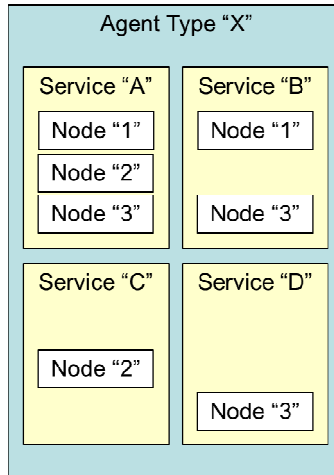 Agent Type “X”
Service “A”
Node “1”
Node “2”
Node “3”
Service “B”
Node “1”
Node “3”
Service “C”
Node “2”
Service “D”
Node “3”